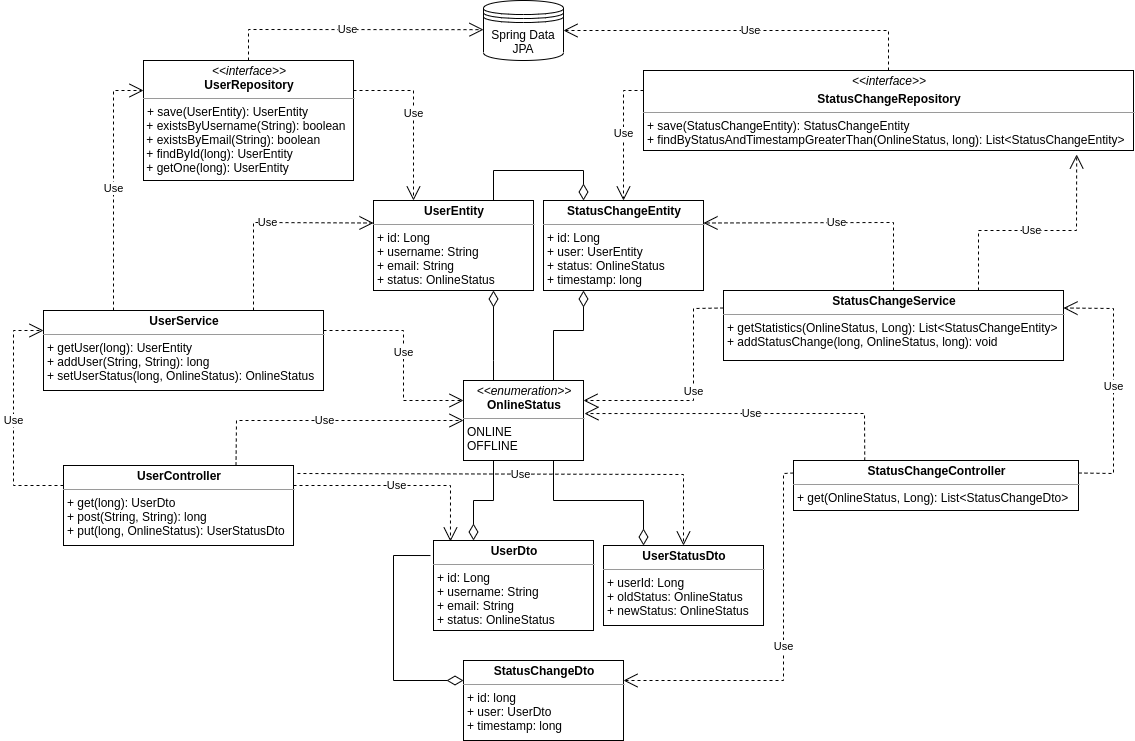 Spring Data
JPA
Use
Use
<<interface>>
UserRepository
+ save(UserEntity): UserEntity
+ existsByUsername(String): boolean
+ existsByEmail(String): boolean
+ findById(long): UserEntity
+ getOne(long): UserEntity
<<interface>>
StatusChangeRepository
+ save(StatusChangeEntity): StatusChangeEntity
+ findByStatusAndTimestampGreaterThan(OnlineStatus, long): List<StatusChangeEntity>
Use
Use
Use
UserEntity
+ id: Long
+ username: String
+ email: String
+ status: OnlineStatus
StatusChangeEntity
+ id: Long
+ user: UserEntity
+ status: OnlineStatus
+ timestamp: long
Use
Use
Use
UserService
+ getUser(long): UserEntity
+ addUser(String, String): long
+ setUserStatus(long, OnlineStatus): OnlineStatus
StatusChangeService
+ getStatistics(OnlineStatus, Long): List<StatusChangeEntity>
+ addStatusChange(long, OnlineStatus, long): void
Use
Use
Use
<<enumeration>>
OnlineStatus
ONLINE
OFFLINE
Use
Use
Use
UserController
+ get(long): UserDto
+ post(String, String): long
+ put(long, OnlineStatus): UserStatusDto
Use
Use
StatusChangeController
+ get(OnlineStatus, Long): List<StatusChangeDto>
UserDto
+ id: Long
+ username: String
+ email: String
+ status: OnlineStatus
UserStatusDto
+ userId: Long
+ oldStatus: OnlineStatus
+ newStatus: OnlineStatus
Use
StatusChangeDto
+ id: long
+ user: UserDto
+ timestamp: long